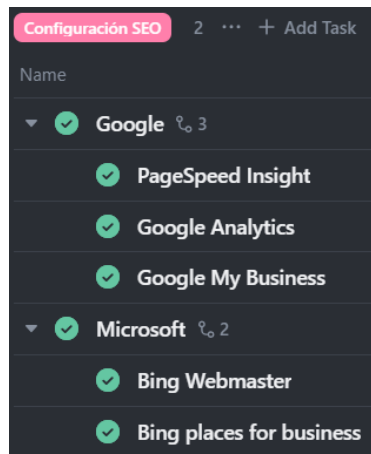 Configuración SEO 2 ··· + Add Task
Name
Google 3
PageSpeed Insight
Google Analytics
Google My Business
Microsoft 2
Bing Webmaster
Bing places for business